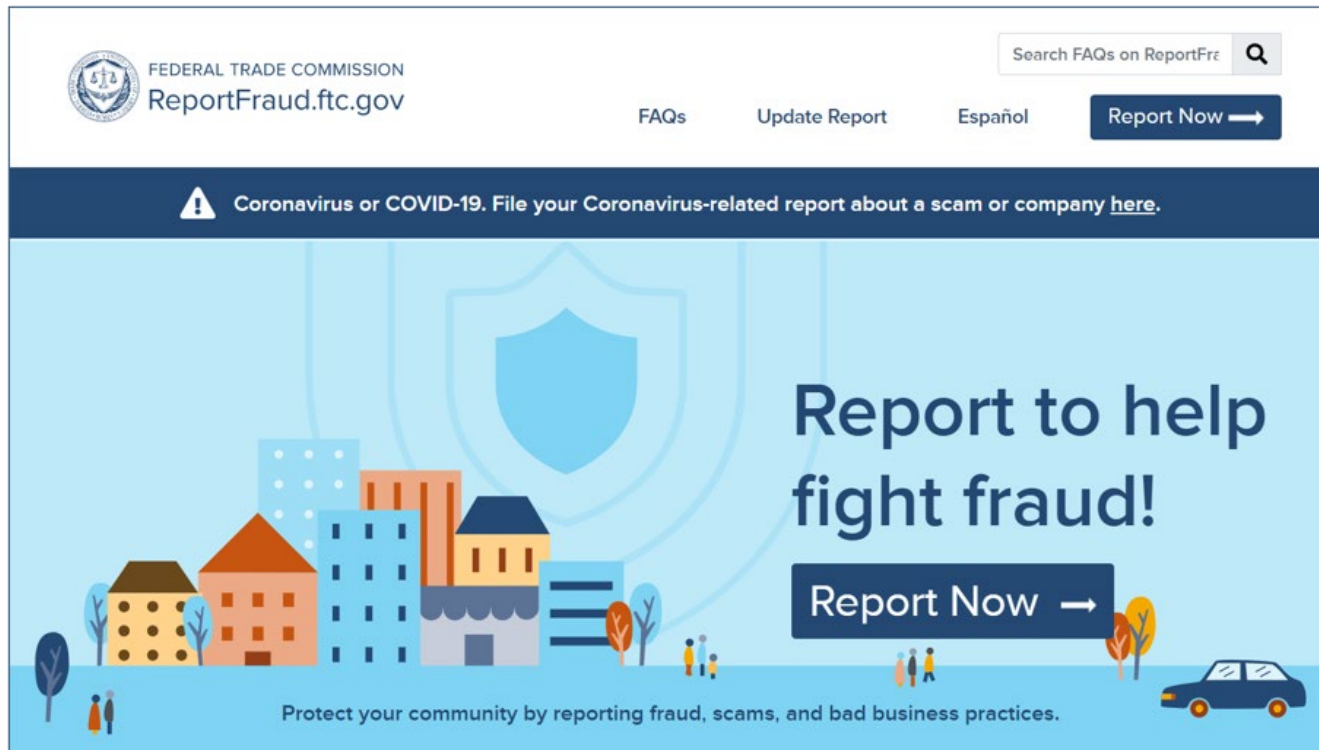 FEDERAL TRADE COMMISSION
ReportFraud.ftc.gov
Search FAQs on ReportFra
FAQs
Update Report
Español
Report Now
Coronavirus or COVID-19. File your Coronavirus-related report about a scam or company here.
Report to help
fight fraud!
Report Now
Protect your community by reporting fraud, scams, and bad business practices.